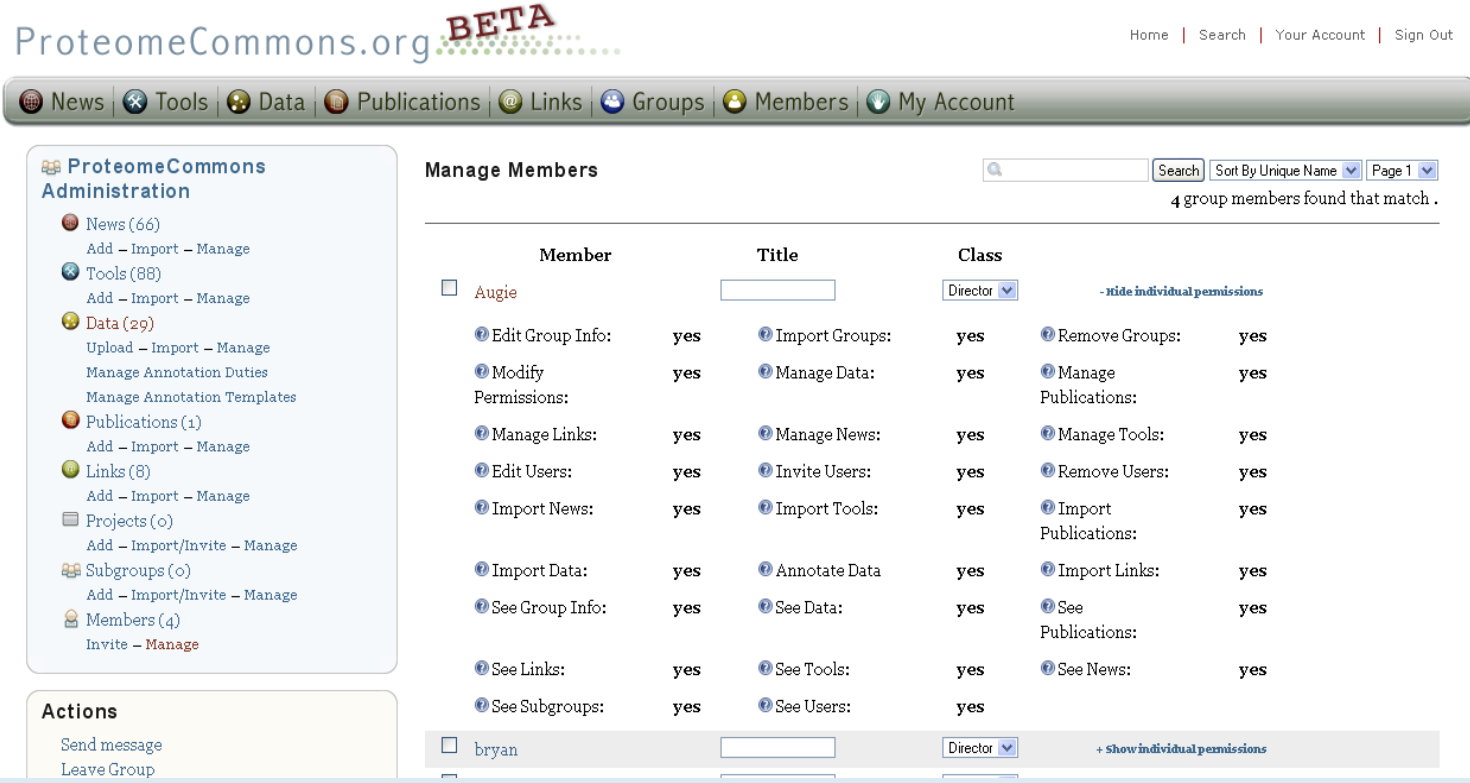 ProteomeCommons.org BETA
Home | Search | Your Account | Sign Out
News Tools Data Publications @ Links Groups Members My Account
ProteomeCommons
Administration
News (66)
Add – Import – Manage
Tools (88)
Add – Import – Manage
Data (29)
Upload – Import – Manage
Manage Annotation Duties
Manage Annotation Templates
Publications (1)
Add – Import – Manage
Links (8)
Add – Import – Manage
Projects (0)
Add – Import/Invite – Manage
Subgroups (0)
Add – Import/Invite – Manage
Members (4)
Invite – Manage
Actions
Send message
Leave Group
Manage Members
Search Sort By Unique Name Page 1
4 group members found that match .
Member Title Class
Augie Director - Hide individual permissions
? Edit Group Info: yes ? Import Groups: yes ? Remove Groups: yes
? Modify Permissions: yes ? Manage Data: yes ? Manage Publications: yes
? Manage Links: yes ? Manage News: yes ? Manage Tools: yes
? Edit Users: yes ? Invite Users: yes ? Remove Users: yes
? Import News: yes ? Import Tools: yes ? Import Publications: yes
? Import Data: yes ? Annotate Data yes ? Import Links: yes
? See Group Info: yes ? See Data: yes ? See Publications: yes
? See Links: yes ? See Tools: yes ? See News: yes
? See Subgroups: yes ? See Users: yes
bryan Director + Show individual permissions